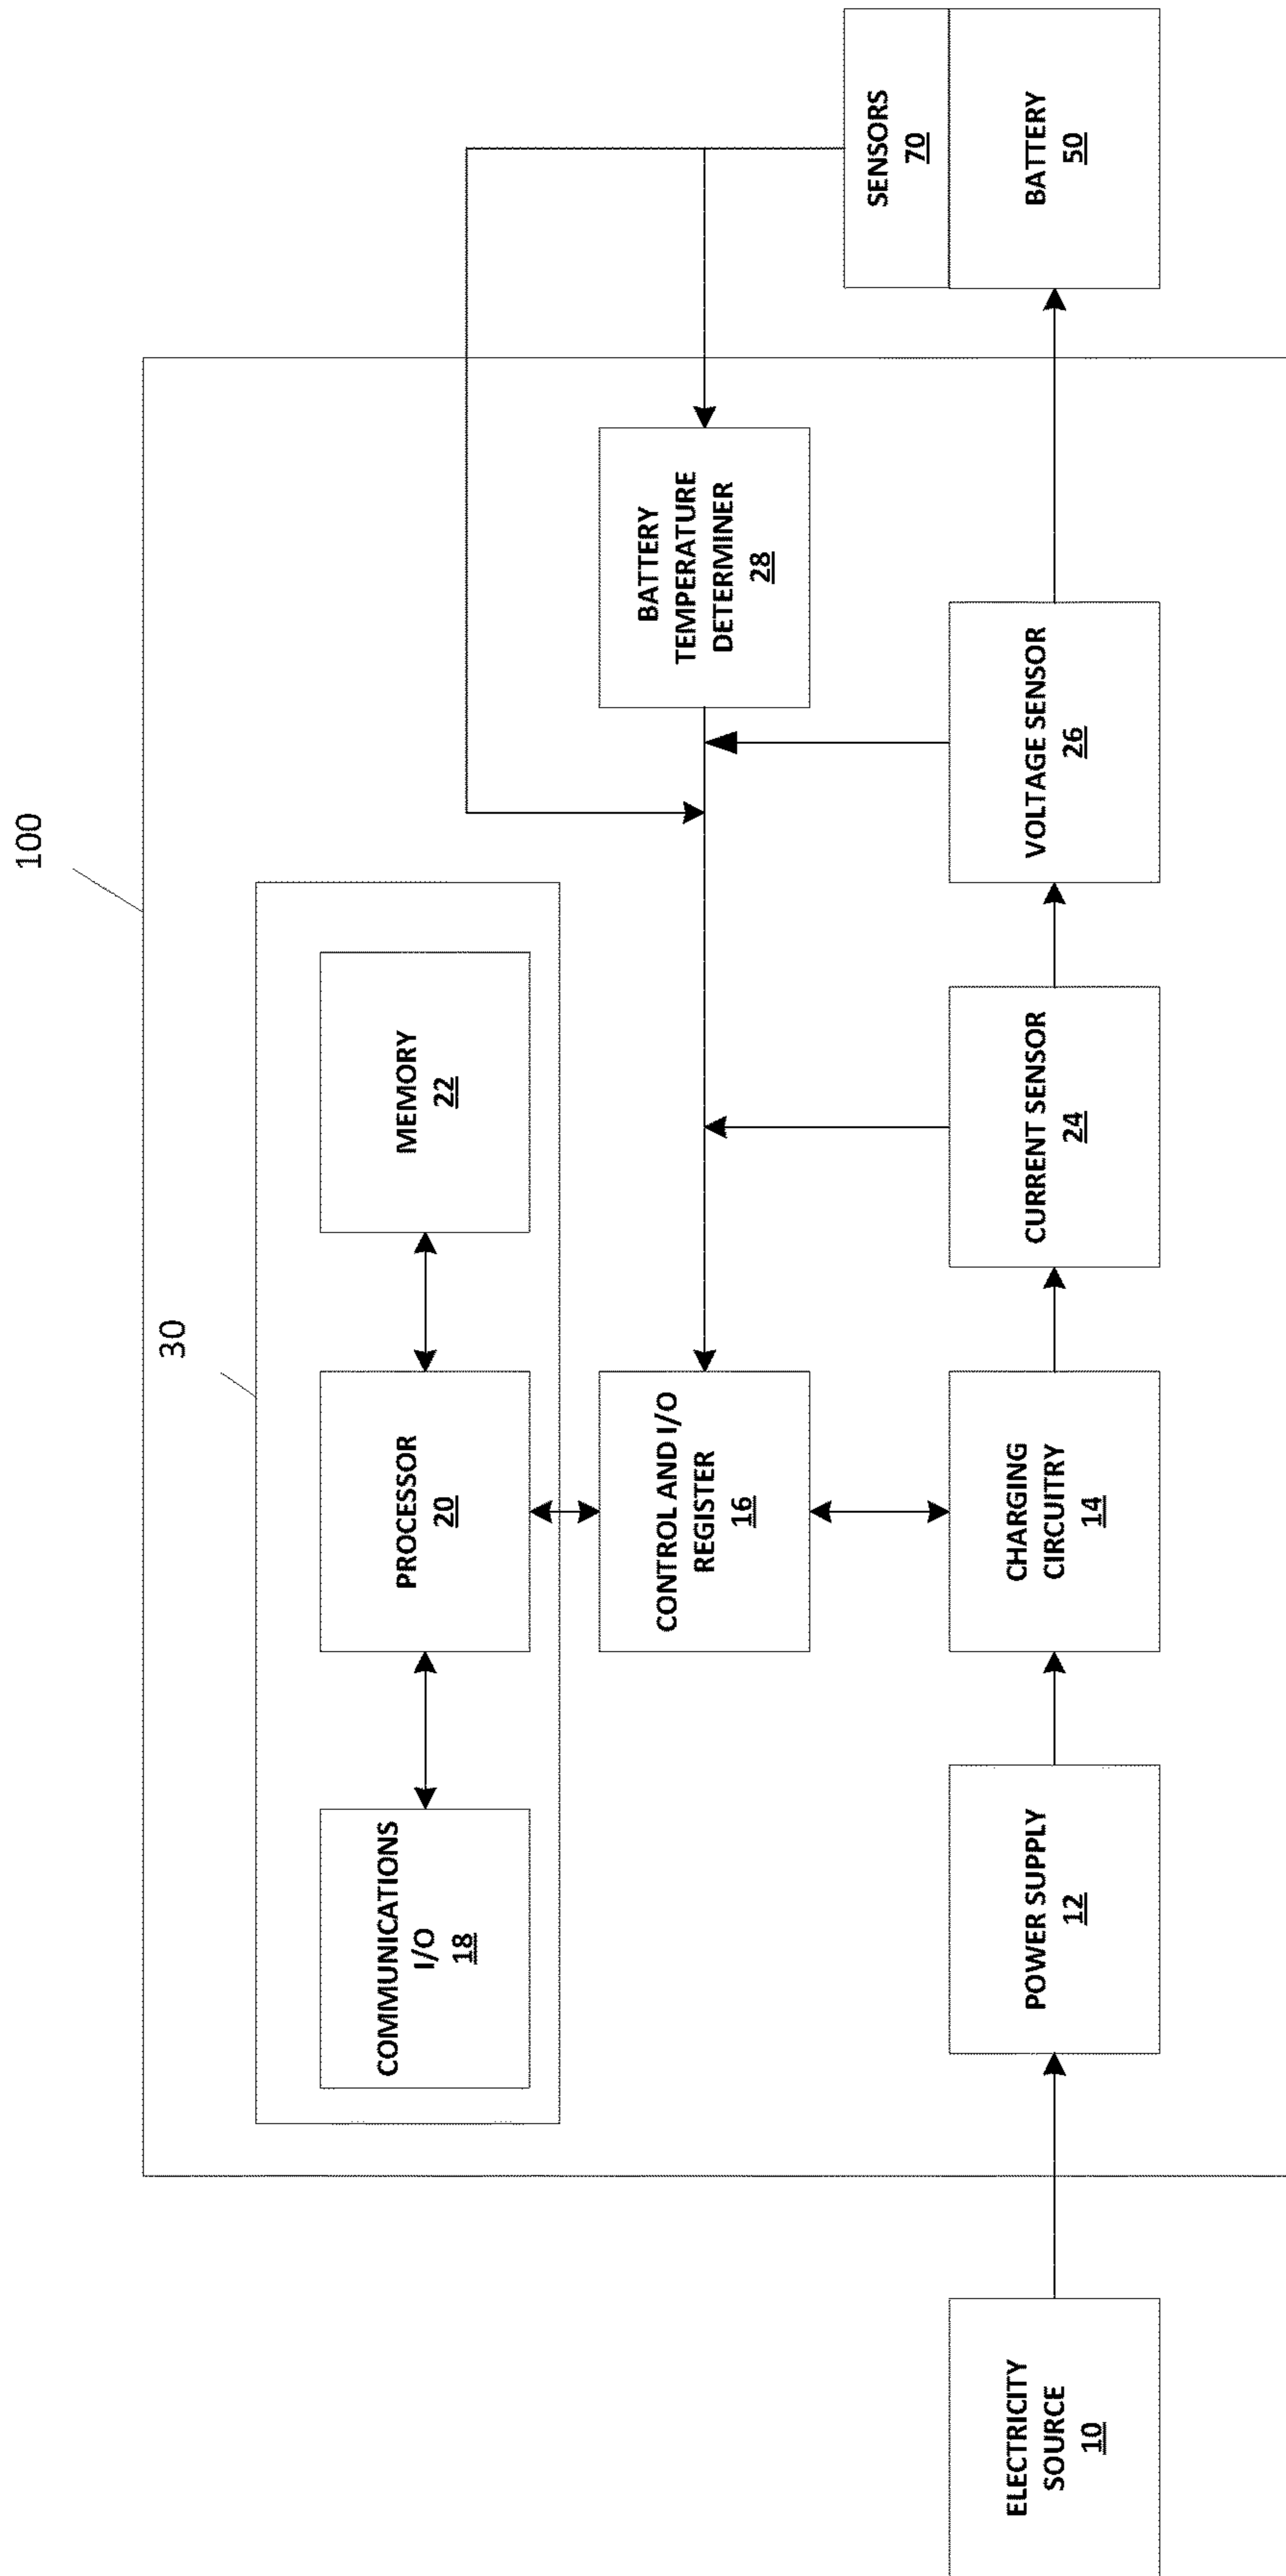 100
30
COMMUNICATIONS
I/O
18
PROCESSOR
20
MEMORY
22
CONTROL AND I/O
REGISTER
16
BATTERY
TEMPERATURE
DETERMINER
28
SENSORS
70
ELECTRICITY
SOURCE
10
POWER SUPPLY
12
CHARGING
CIRCUITRY
14
CURRENT SENSOR
24
VOLTAGE SENSOR
26
BATTERY
50